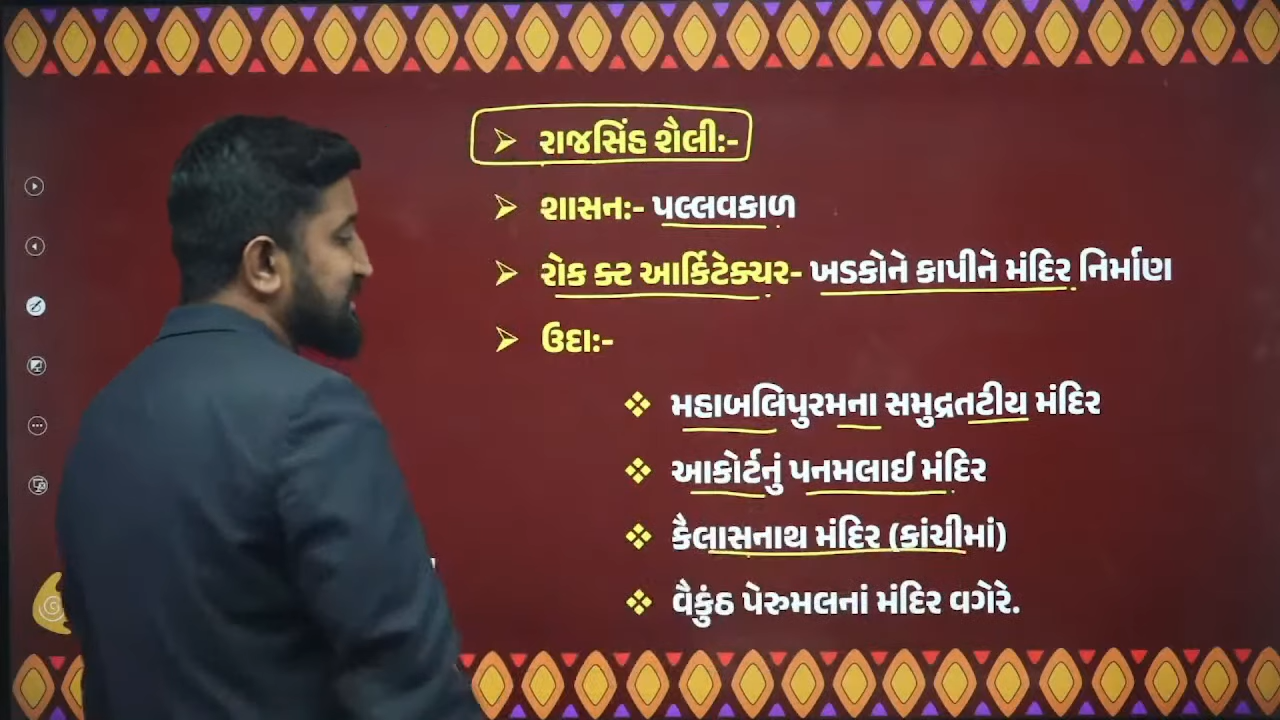 ➢ રાજસિંહ શૈલી:-
➢ શાસન:- પલ્લવકાળ
➢ રોક ક્ટ આર્કિટેક્ચર- ખડકોને કાપીને મંદિર નિર્માણ
➢ ઉદા:-
❖ મહાબલિપુરમના સમુદ્રતટીય મંદિર
❖ આકોર્ટનું પનમલાઈ મંદિર
❖ કૈલાસનાથ મંદિર (કાંચીમાં)
❖ વૈકુંઠ પેરુમલનાં મંદિર વગેરે.